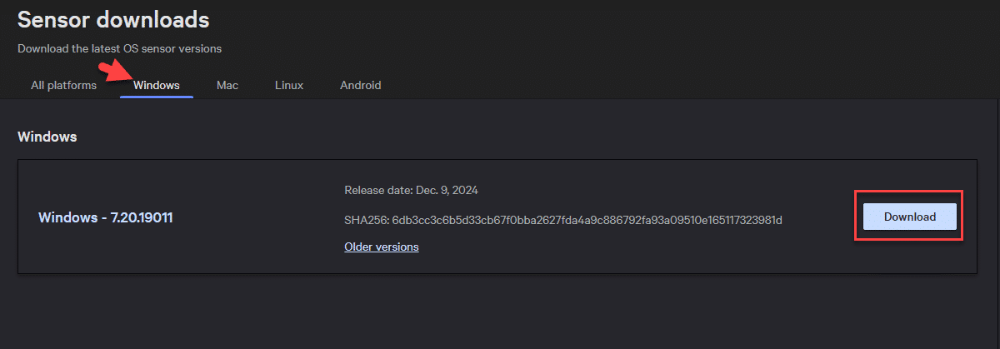 Sensor downloads
Download the latest OS sensor versions
All platforms Windows Mac Linux Android
Windows
Release date: Dec. 9, 2024
Windows - 7.20.19011
SHA256: 6db3cc3c6b5d33cb67f0bba2627fda4a9c886792fa93a09510e165117323981d
Download
Older versions